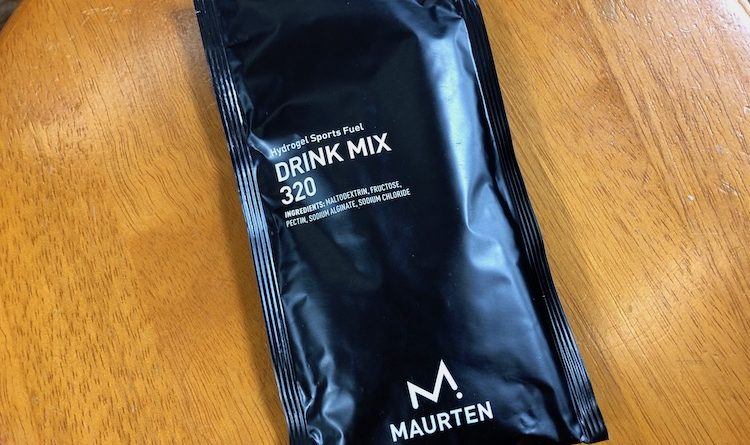 Hydrogel Sports Fuel
DRINK MIX
320
INGREDIENTS: MALTODEXTRIN, FRUCTOSE,
PECTIN, SODIUM ALGINATE, SODIUM CHLORIDE
M.
MAURTEN